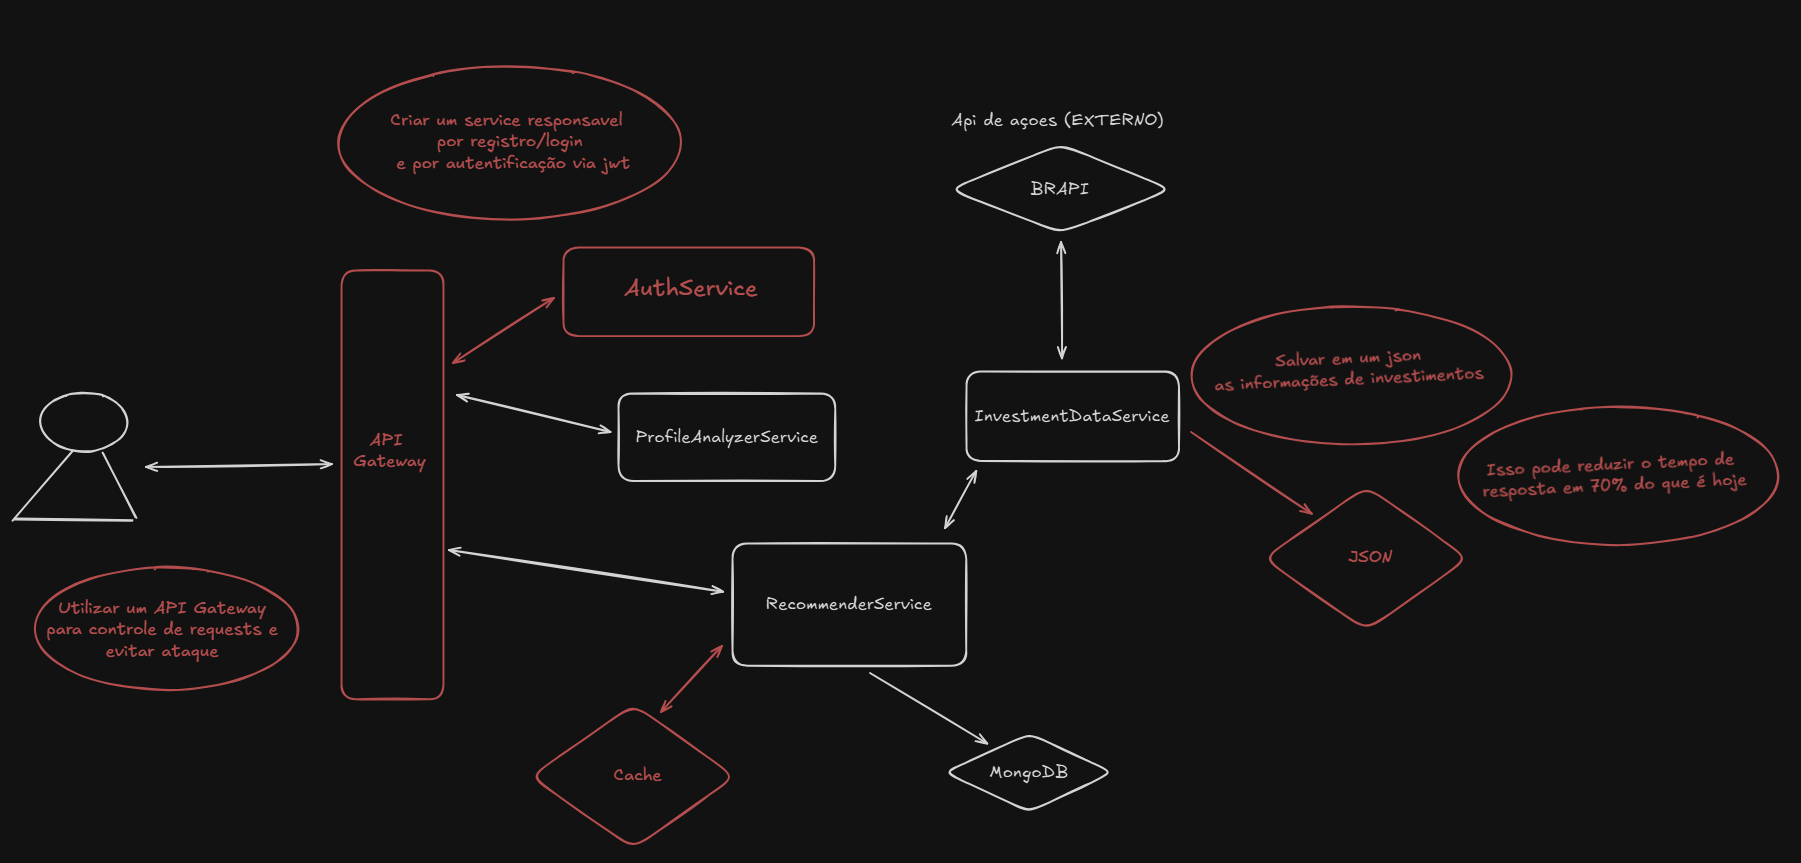 Criar um service responsavel
por registro/login
e por autentificação via jwt
Api de açoes (EXTERNO)
BRAPI
AuthService
Salvar em um json
as informações de investimentos
InvestmentDataService
ProfileAnalyzerService
API
Gateway
Isso pode reduzir o tempo de
resposta em 70% do que é hoje
JSON
Utilizar um API Gateway
para controle de requests e
evitar ataque
RecommenderService
Cache
MongoDB